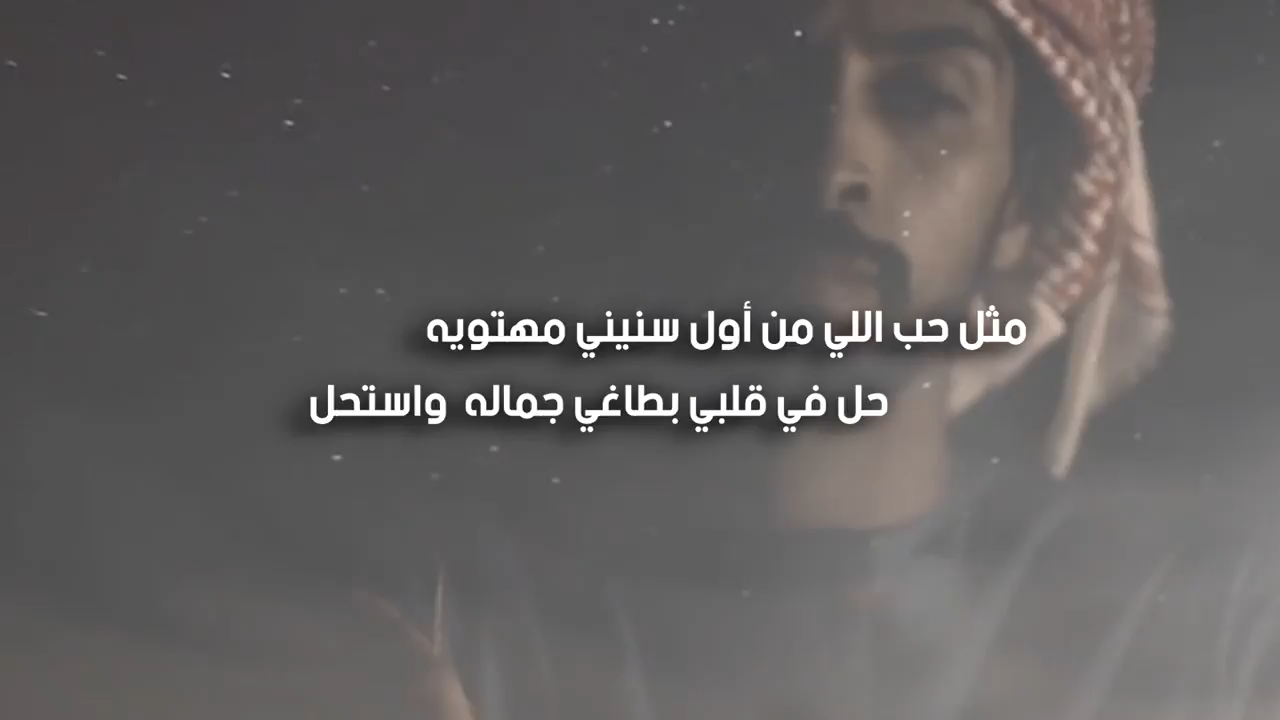 مثل حب اللي من أول سنيني مهتويه
حل في قلبي بطاغي جماله واستحل